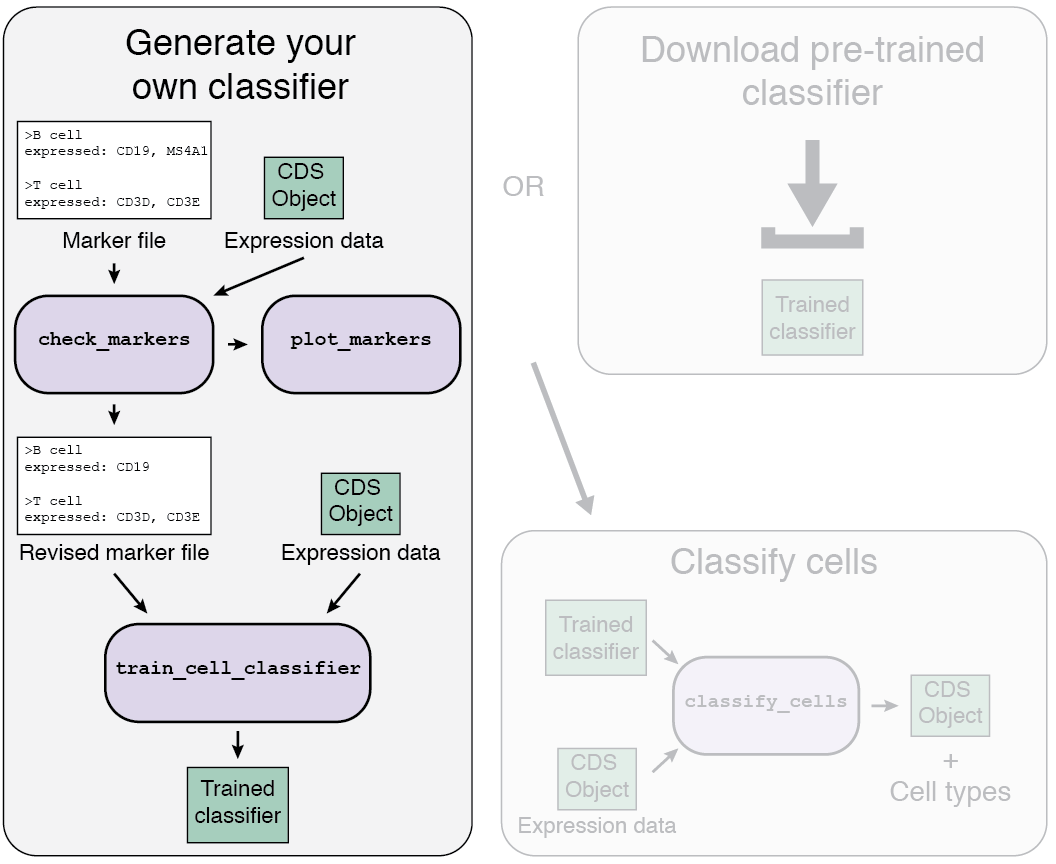 Generate your
own classifier
>B cell
expressed: CD19, MS4A1
>T cell
expressed: CD3D, CD3E
Marker file
CDS
Object
Expression data
check_markers
plot_markers
>B cell
expressed: CD19
>T cell
expressed: CD3D, CD3E
Revised marker file
CDS
Object
Expression data
train_cell_classifier
Trained
classifier
OR
Download pre-trained
classifier
Trained
classifier
Classify cells
Trained
classifier
CDS
Object
Expression data
classify_cells
CDS
Object
+
Cell types